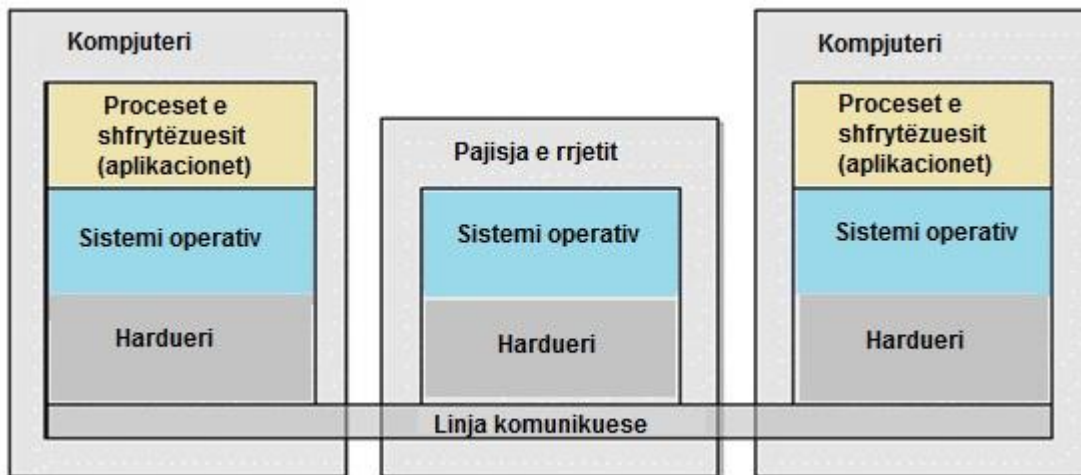 Kompjuteri
Proceset e
shfrytëzuesit
(aplikacionet)
Sistemi operativ
Hardueri
Pajisja e rrjetit
Sistemi operativ
Hardueri
Kompjuteri
Proceset e
shfrytëzuesit
(aplikacionet)
Sistemi operativ
Hardueri
Linja komunikuese